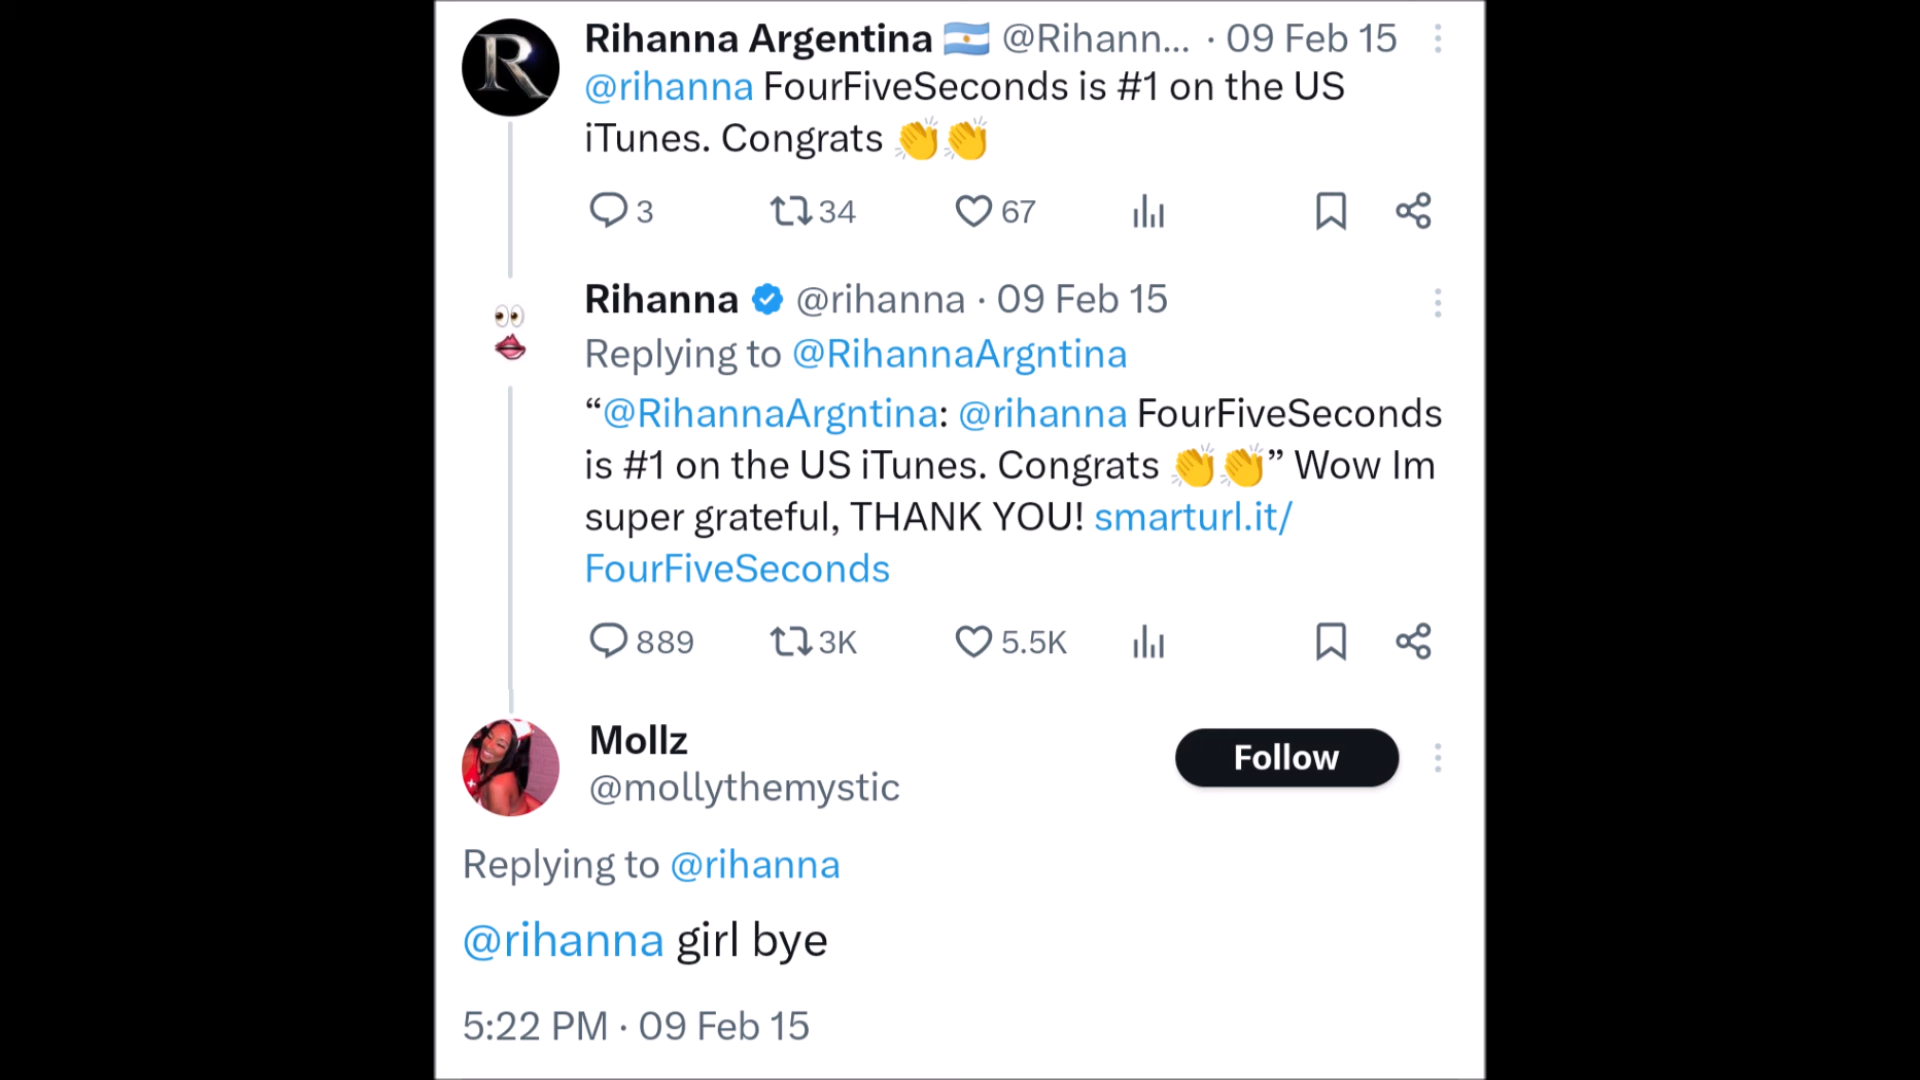 Rihanna Argentina 🇦🇷 @Rihann... · 09 Feb 15
@rihanna FourFiveSeconds is #1 on the US
iTunes. Congrats 👏👏
3 34 67
Rihanna @rihanna · 09 Feb 15
Replying to @RihannaArgntina
“@RihannaArgntina: @rihanna FourFiveSeconds
is #1 on the US iTunes. Congrats 👏👏” Wow Im
super grateful, THANK YOU! smarturl.it/
FourFiveSeconds
889 3K 5.5K
Mollz
Follow
@mollythemystic
Replying to @rihanna
@rihanna girl bye
5:22 PM · 09 Feb 15